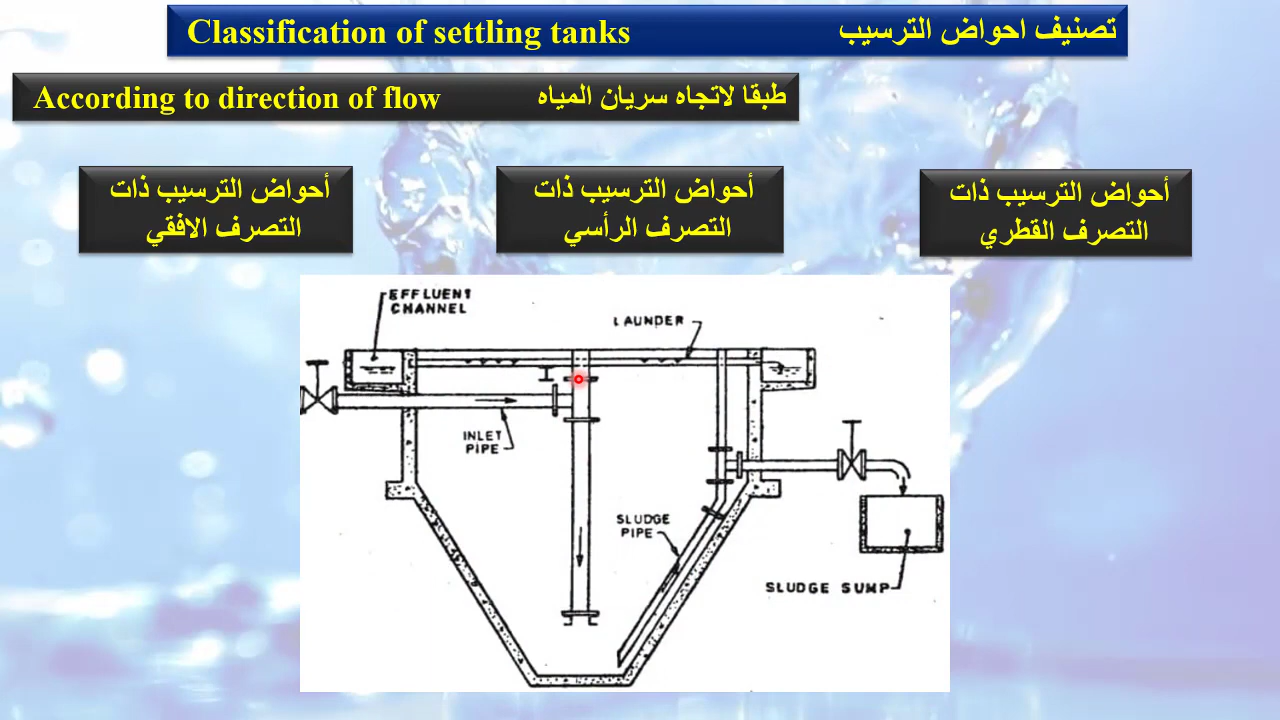 Classification of settling tanks تصنيف احواض الترسيب
According to direction of flow طبقا لاتجاه سريان المياه
أحواض الترسيب ذات
التصرف الافقي
أحواض الترسيب ذات
التصرف الرأسي
أحواض الترسيب ذات
التصرف القطري
EFFLUENT
CHANNEL
LAUNDER
INLET
PIPE
SLUDGE
PIPE
SLUDGE SUMP